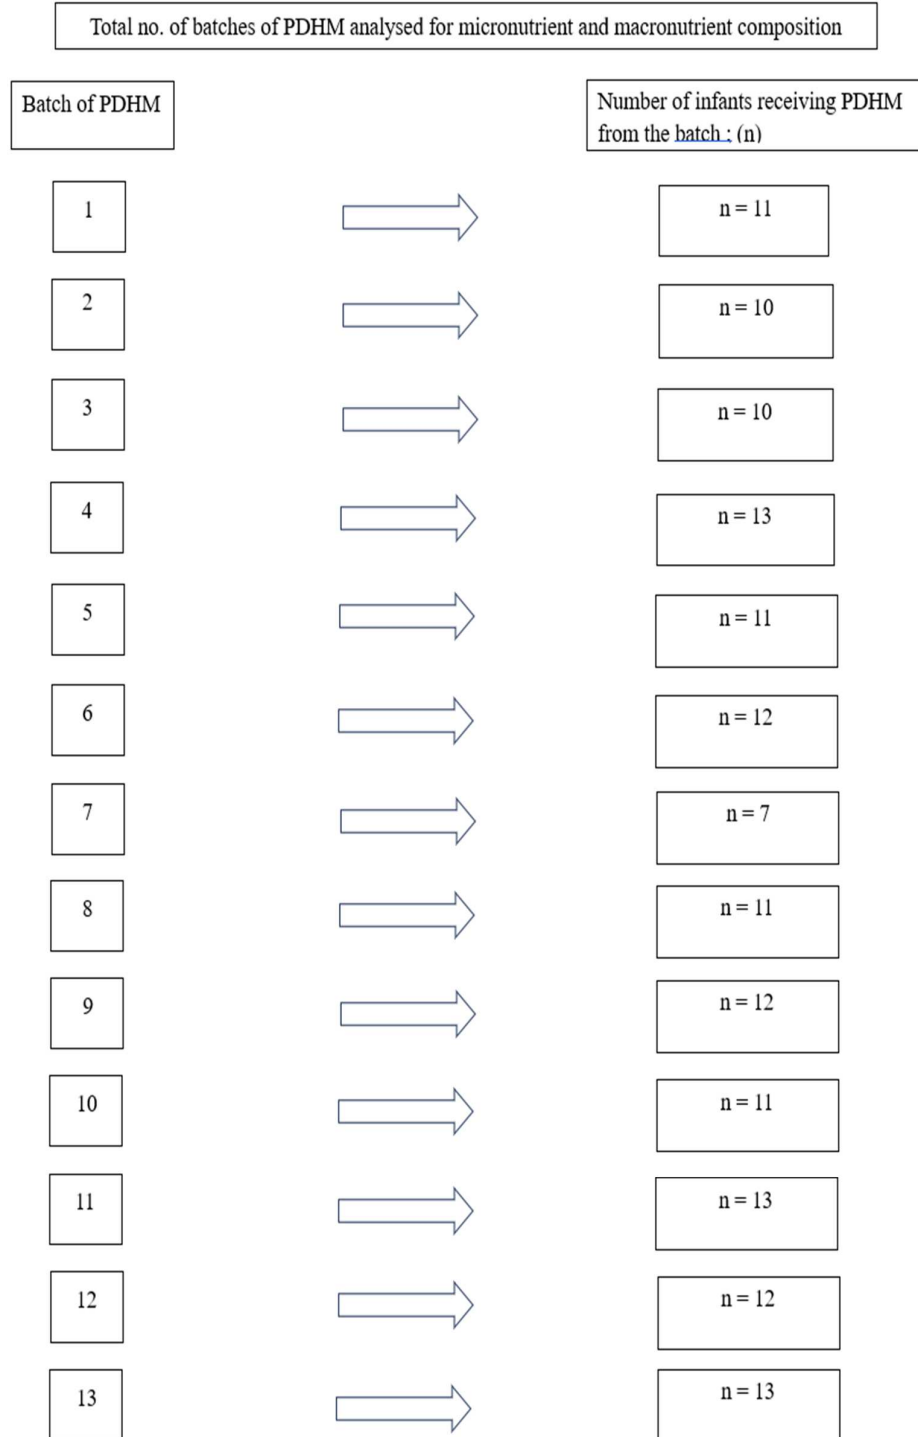 Total no. of batches of PDHM analysed for micronutrient and macronutrient composition
Batch of PDHM
Number of infants receiving PDHM
from the batch ; (n)
1
n = 11
2
n = 10
3
n = 10
4
n = 13
5
n = 11
6
n = 12
7
n = 7
8
n = 11
9
n = 12
10
n = 11
11
n = 13
12
n = 12
13
n = 13